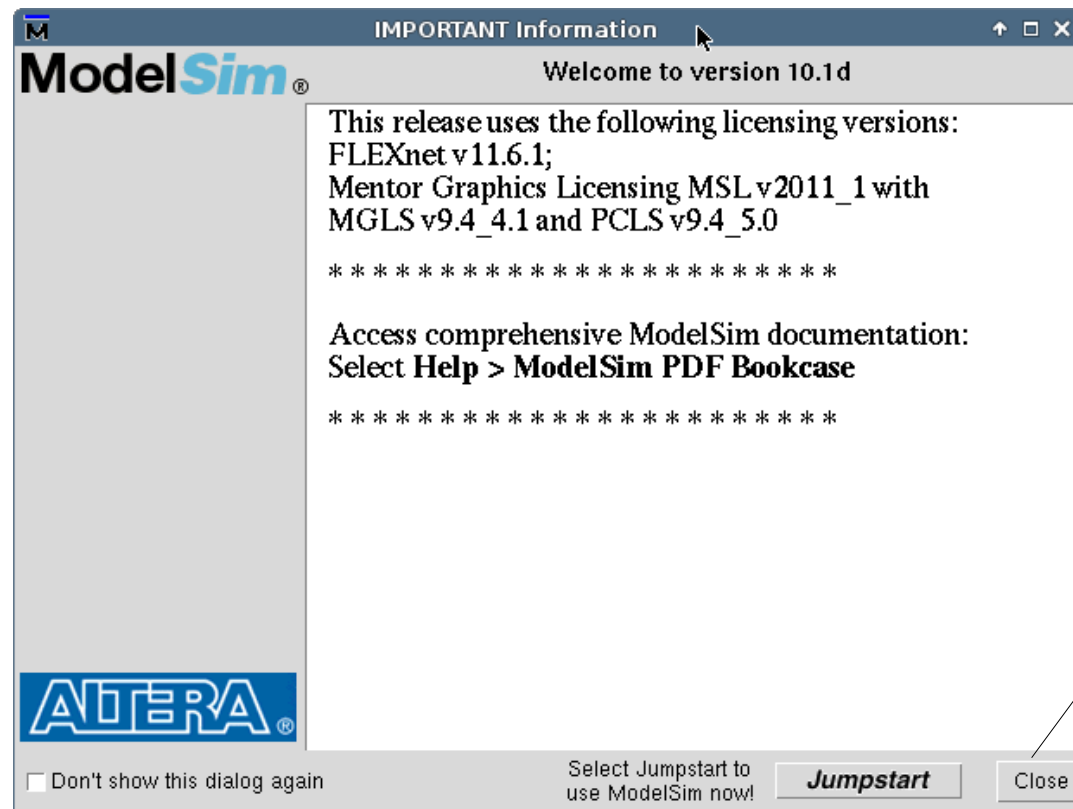 IMPORTANT Information
ModelSim®
Welcome to version 10.1d
This release uses the following licensing versions:
FLEXnet v11.6.1;
Mentor Graphics Licensing MSL v2011_1 with
MGLS v9.4_4.1 and PCLS v9.4_5.0
* * * * * * * * * * * * * * * * * * * * * * *
Access comprehensive ModelSim documentation:
Select Help > ModelSim PDF Bookcase
* * * * * * * * * * * * * * * * * * * * * * *
ALTERA®
Don't show this dialog again
Select Jumpstart to
use ModelSim now!
Jumpstart
Close